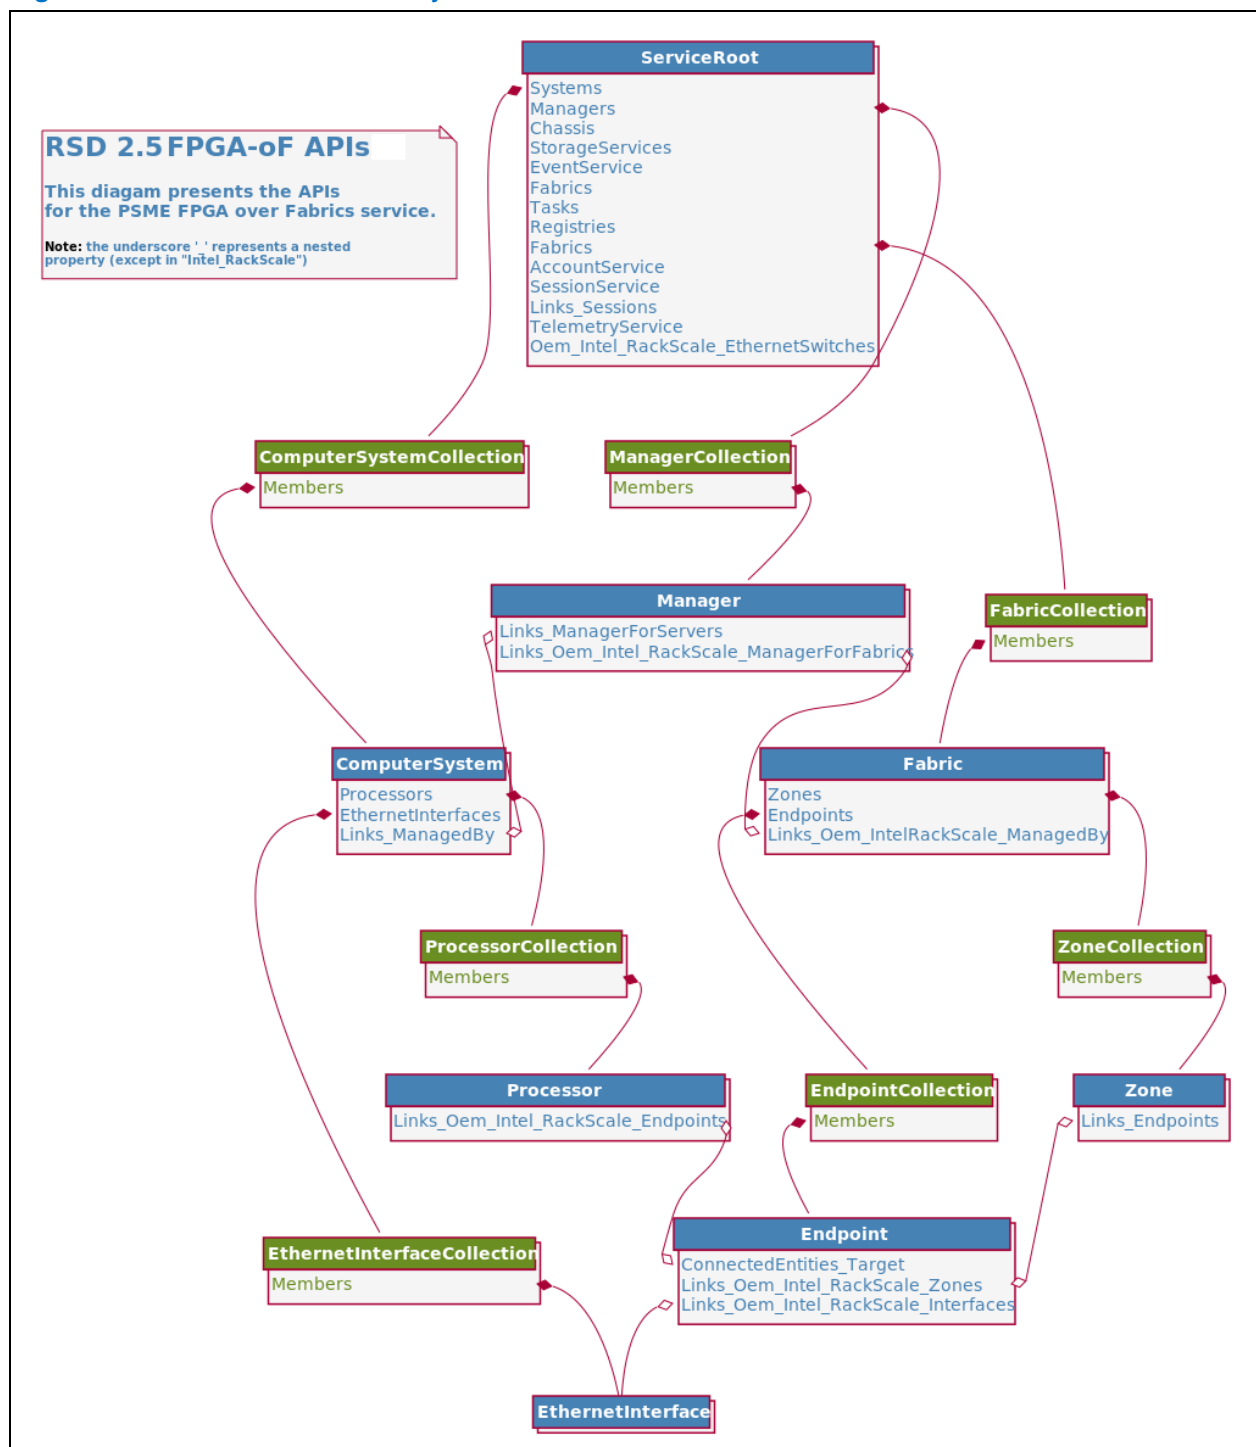 ServiceRoot
Systems
Managers
Chassis
StorageServices
EventService
Fabrics
Tasks
Registries
Fabrics
AccountService
SessionService
Links_Sessions
TelemetryService
Oem_Intel_RackScale_EthernetSwitches
RSD 2.5 FPGA-oF APIs
This diagam presents the APIs
for the PSME FPGA over Fabrics service.
Note: the underscore '_' represents a nested
property (except in "Intel_RackScale")
ComputerSystemCollection
Members
ManagerCollection
Members
Manager
Links_ManagerForServers
Links_Oem_Intel_RackScale_ManagerForFabrics
FabricCollection
Members
ComputerSystem
Processors
EthernetInterfaces
Links_ManagedBy
Fabric
Zones
Endpoints
Links_Oem_IntelRackScale_ManagedBy
ProcessorCollection
Members
ZoneCollection
Members
Processor
Links_Oem_Intel_RackScale_Endpoints
EndpointCollection
Members
Zone
Links_Endpoints
EthernetInterfaceCollection
Members
Endpoint
ConnectedEntities_Target
Links_Oem_Intel_RackScale_Zones
Links_Oem_Intel_RackScale_Interfaces
EthernetInterface